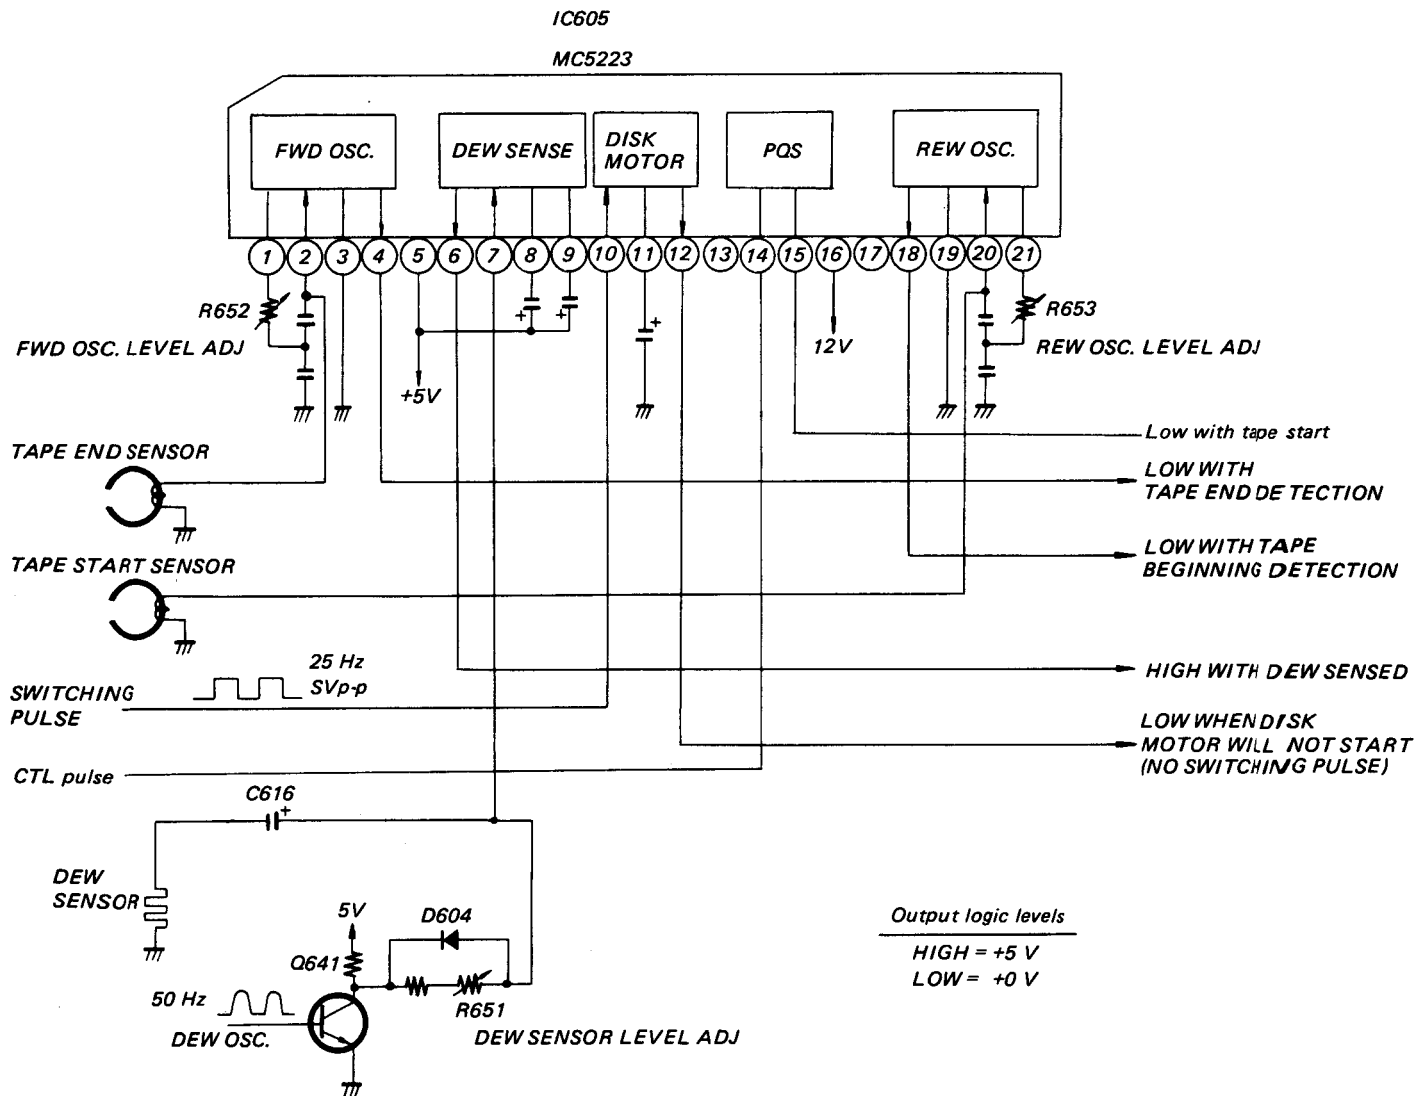 IC605
MC5223
FWD OSC.
DEW SENSE
DISK
MOTOR
PQS
REW OSC.
1 2 3 4 5 6 7 8 9 10 11 12 13 14 15 16 17 18 19 20 21
R652
FWD OSC. LEVEL ADJ
+
+
+5V
+
12V
R653
REW OSC. LEVEL ADJ
Low with tape start
TAPE END SENSOR
LOW WITH
TAPE END DETECTION
TAPE START SENSOR
LOW WITH TAPE
BEGINNING DETECTION
25 Hz
SVp-p
SWITCHING
PULSE
HIGH WITH DEW SENSED
LOW WHEN DISK
MOTOR WILL NOT START
(NO SWITCHING PULSE)
CTL pulse
C616
+
DEW
SENSOR
5V
D604
Q641
R651
50 Hz
DEW OSC.
DEW SENSOR LEVEL ADJ
Output logic levels
HIGH = +5 V
LOW = +0 V